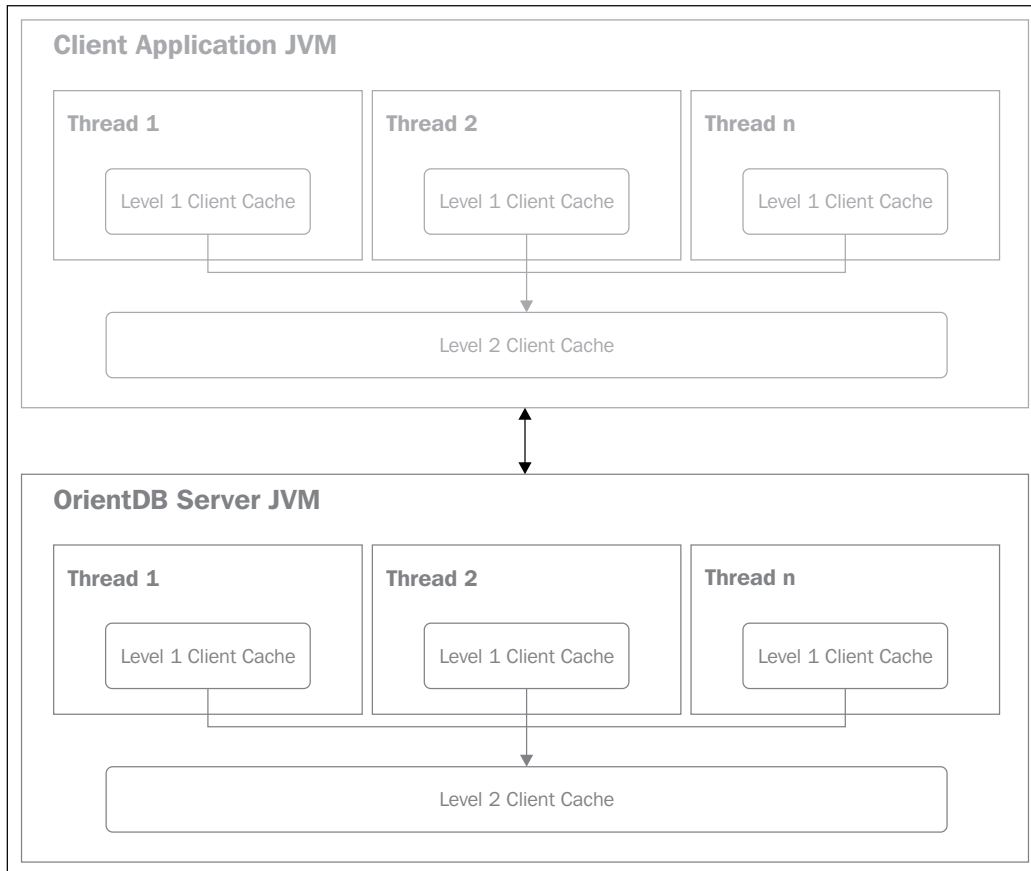 Client Application JVM
Thread 1
Thread 2
Thread n
Level 1 Client Cache
Level 1 Client Cache
Level 1 Client Cache
Level 2 Client Cache
OrientDB Server JVM
Thread 1
Thread 2
Thread n
Level 1 Client Cache
Level 1 Client Cache
Level 1 Client Cache
Level 2 Client Cache